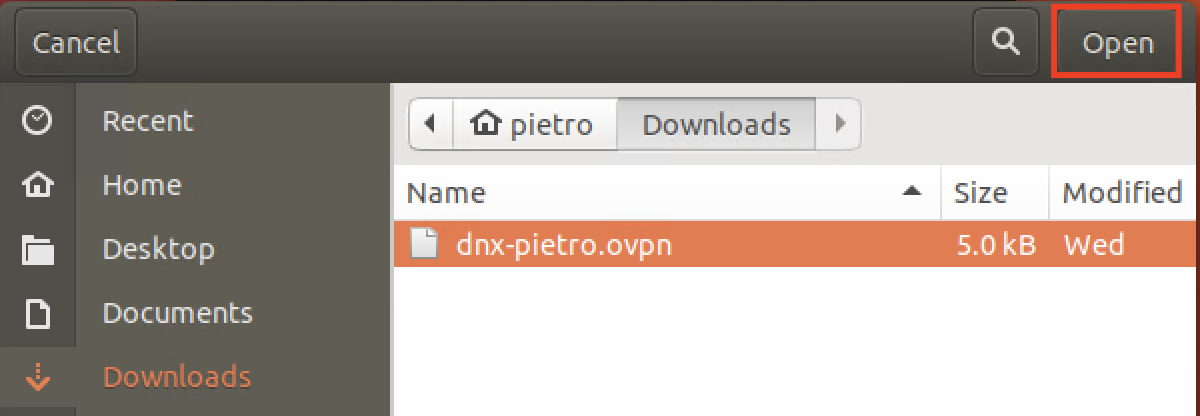 Cancel Open
Recent
Home
Desktop
Documents
Downloads
pietro Downloads
Name Size Modified
dnx-pietro.ovpn 5.0 kB Wed